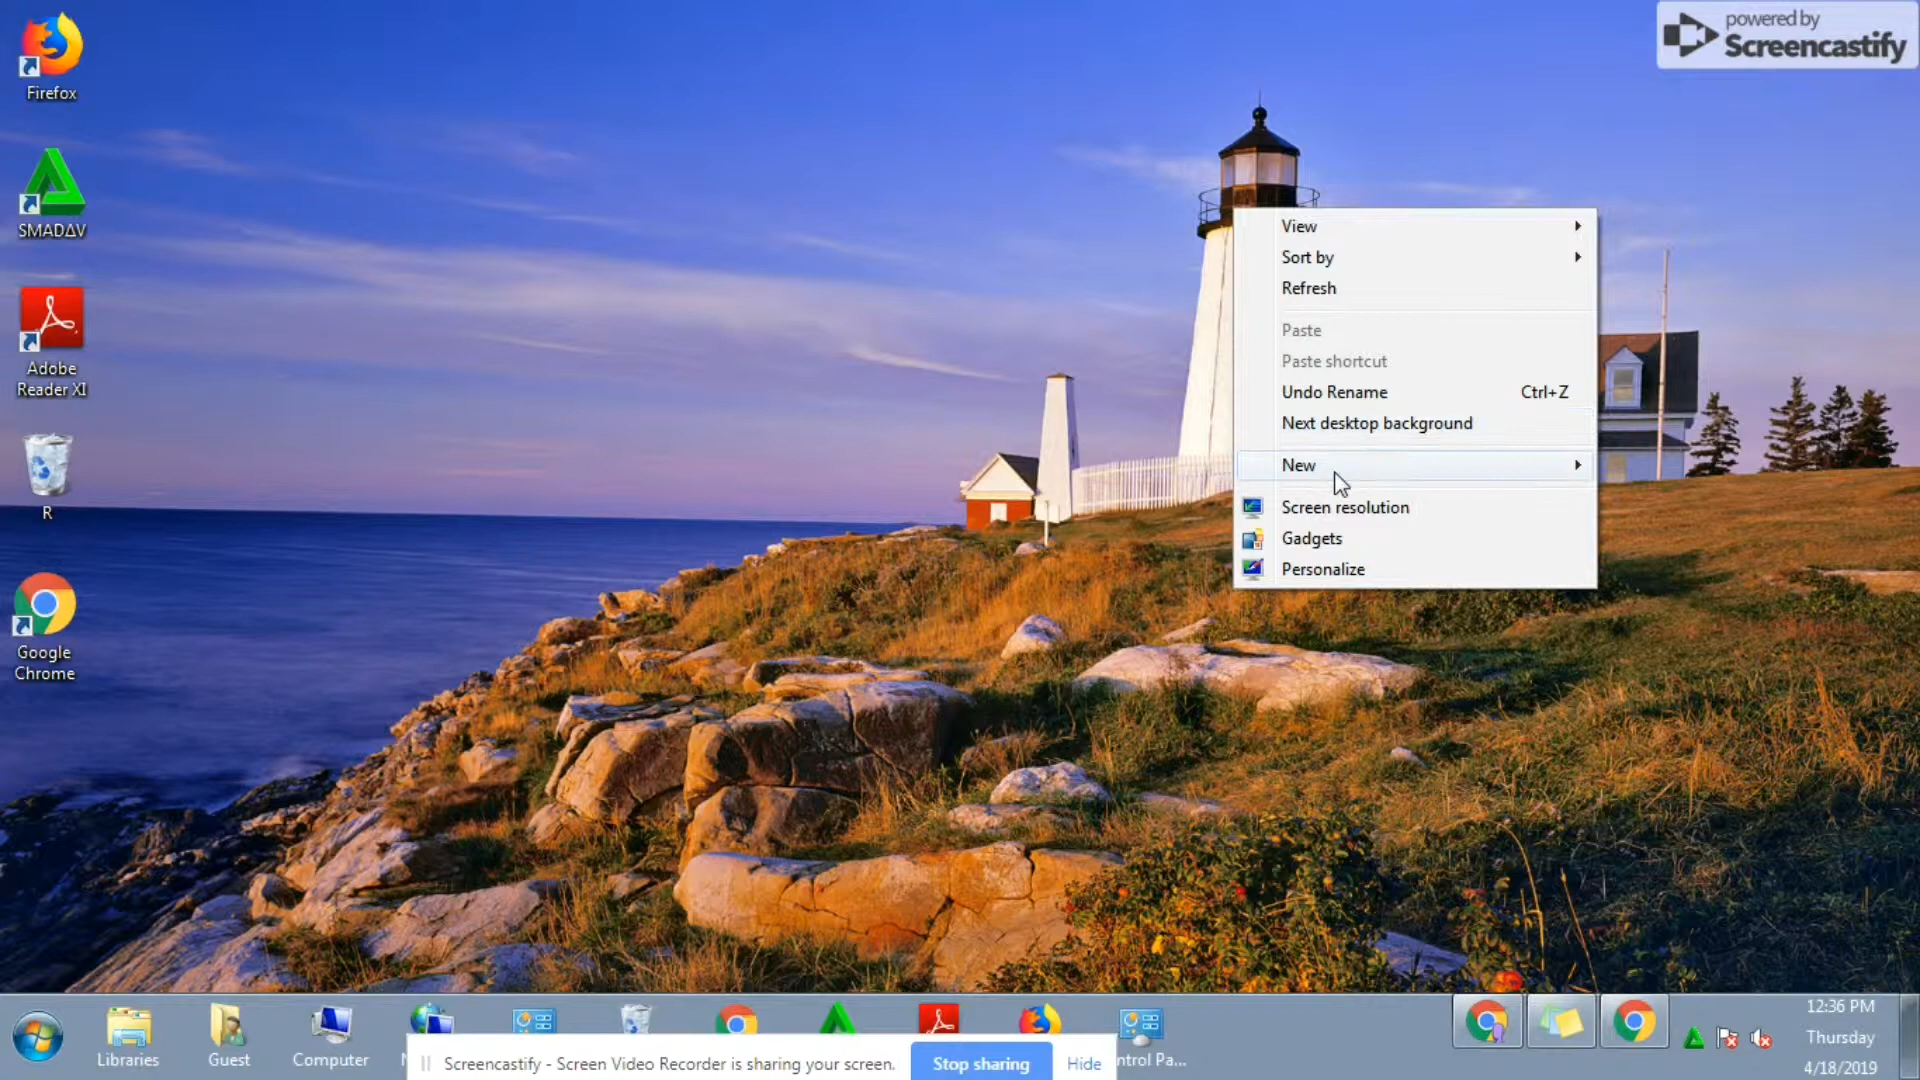 powered by
Screencastify
Firefox
SMADΔV
Adobe
Reader XI
R
Google
Chrome
View
Sort by
Refresh
Paste
Paste shortcut
Undo Rename Ctrl+Z
Next desktop background
New
Screen resolution
Gadgets
Personalize
Libraries
Guest
Computer
Screencastify - Screen Video Recorder is sharing your screen.
Stop sharing
Hide
ntrol Pa...
12:36 PM
Thursday
4/18/2019